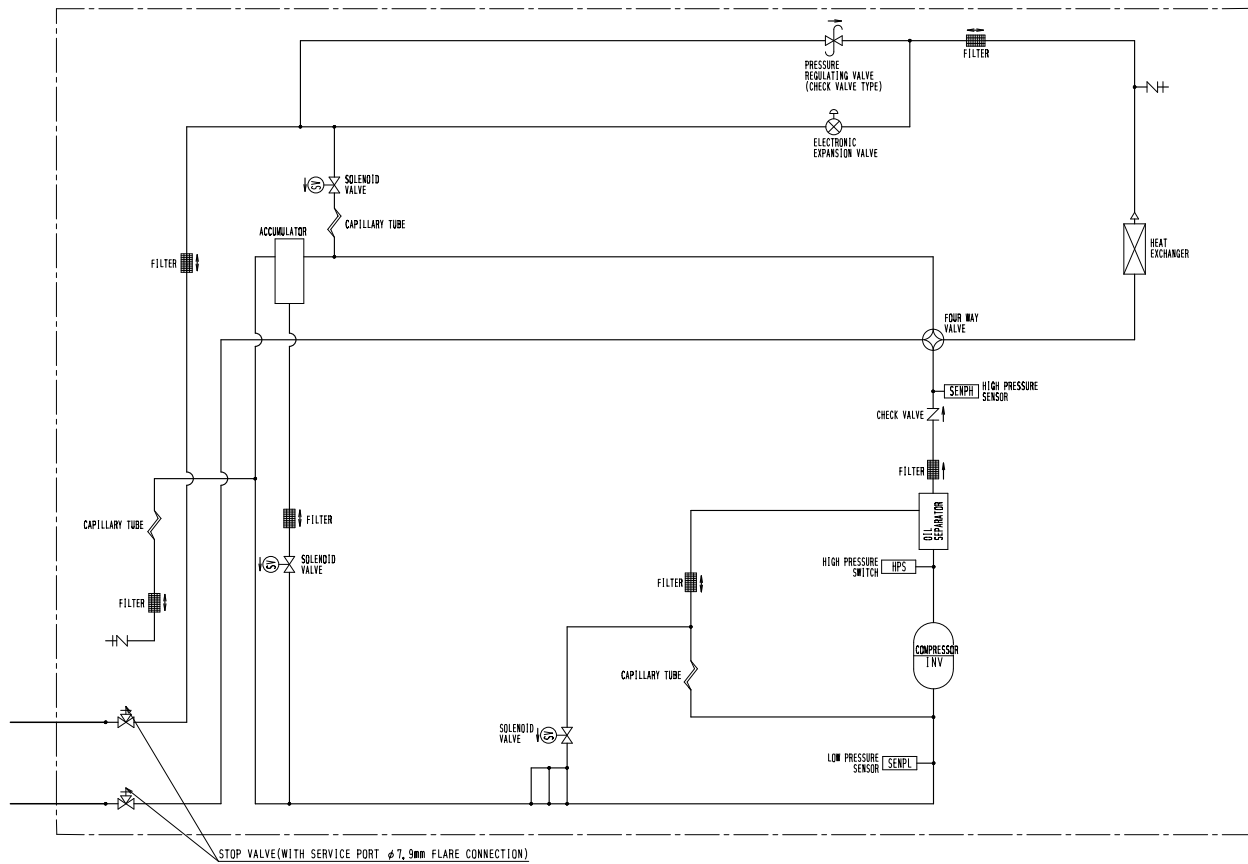 PRESSURE
REGULATING VALVE
(CHECK VALVE TYPE)
FILTER
ELECTRONIC
EXPANSION VALVE
SV
SOLENOID
VALVE
CAPILLARY TUBE
ACCUMULATOR
FILTER
HEAT
EXCHANGER
FOUR WAY
VALVE
SENPH
HIGH PRESSURE
SENSOR
CHECK VALVE
FILTER
CAPILLARY TUBE
FILTER
OIL
SEPARATOR
SV
SOLENOID
VALVE
HIGH PRESSURE
SWITCH
HPS
FILTER
FILTER
COMPRESSOR
INV
CAPILLARY TUBE
SOLENOID
VALVE
SV
LOW PRESSURE
SENSOR
SENPL
STOP VALVE(WITH SERVICE PORT φ7.9mm FLARE CONNECTION)